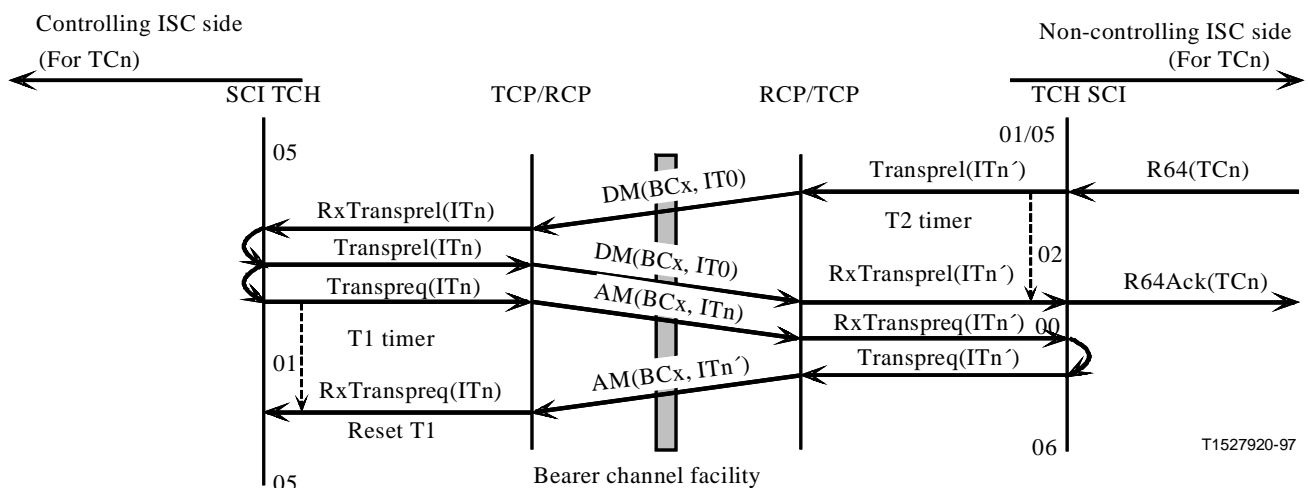 Controlling ISC side
(For TCn)
Non-controlling ISC side
(For TCn)
SCI TCH
TCP/RCP
RCP/TCP
TCH SCI
05
01/05
Transprel(ITn´)
R64(TCn)
DM(BCx, IT0)
RxTransprel(ITn)
T2 timer
Transprel(ITn)
DM(BCx, IT0)
02
RxTransprel(ITn´)
R64Ack(TCn)
Transpreq(ITn)
AM(BCx, ITn)
RxTranspreq(ITn´)
00
T1 timer
01
Transpreq(ITn´)
AM(BCx, ITn´)
RxTranspreq(ITn)
Reset T1
06
T1527920-97
Bearer channel facility
05